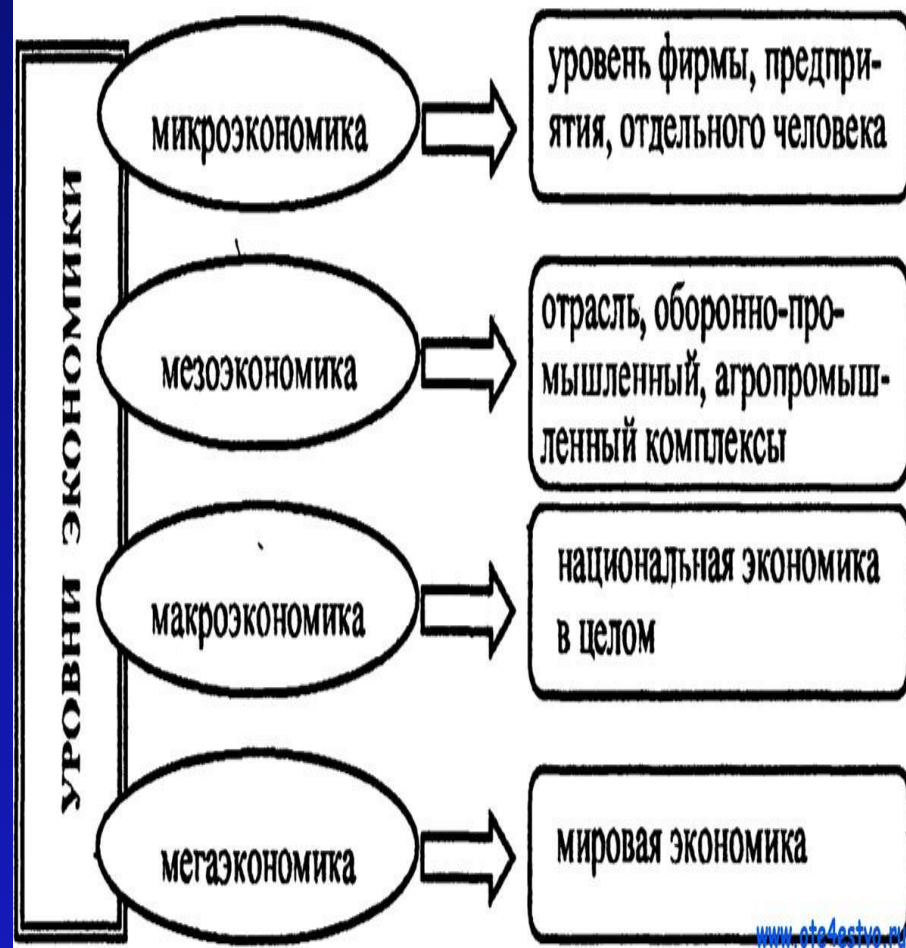 УРОВНИ ЭКОНОМИКИ
микроэкономика
уровень фирмы, предпри-
ятия, отдельного человека
мезоэкономика
отрасль, оборонно-про-
мышленный, агропромыш-
ленный комплексы
макроэкономика
национальная экономика
в целом
мегаэкономика
мировая экономика
www.ote4estvo.ru